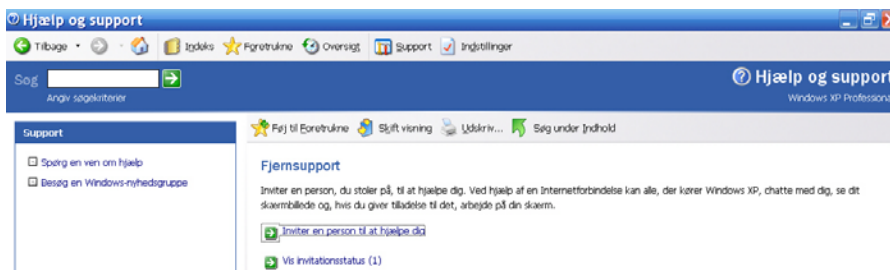 Hjælp og support
Tilbage Indeks Foretrukne Oversigt Support Indstillinger
Søg
Angiv søgekriterier
Hjælp og support
Windows XP Professional
Support
Spørg en ven om hjælp
Besøg en Windows-nyhedsgruppe
Føj til Foretrukne Skift visning Udskriv... Søg under Indhold
Fjernsupport
Inviter en person, du stoler på, til at hjælpe dig. Ved hjælp af en Internetforbindelse kan alle, der kører Windows XP, chatte med dig, se dit
skærmbillede og, hvis du giver tilladelse til det, arbejde på din skærm.
Inviter en person til at hjælpe dig
Vis invitationsstatus (1)